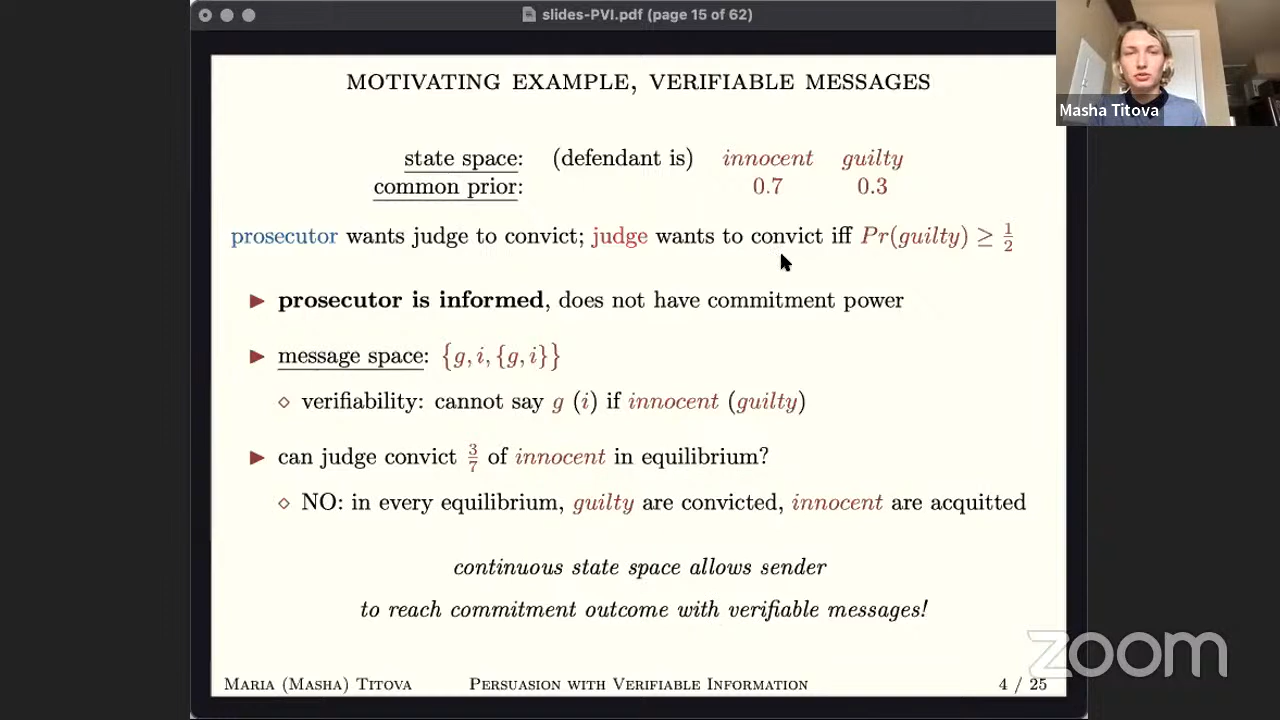 slides-PVI.pdf (page 15 of 62)
MOTIVATING EXAMPLE, VERIFIABLE MESSAGES
state space: (defendant is) innocent guilty
common prior: 0.7 0.3
prosecutor wants judge to convict; judge wants to convict iff Pr(guilty) ≥ 1/2
▶ prosecutor is informed, does not have commitment power
▶ message space: {g, i, {g, i}}
⋄ verifiability: cannot say g (i) if innocent (guilty)
▶ can judge convict 3/7 of innocent in equilibrium?
⋄ NO: in every equilibrium, guilty are convicted, innocent are acquitted
continuous state space allows sender
to reach commitment outcome with verifiable messages!
MARIA (MASHA) TITOVA PERSUASION WITH VERIFIABLE INFORMATION 4 / 25
Masha Titova
zoom